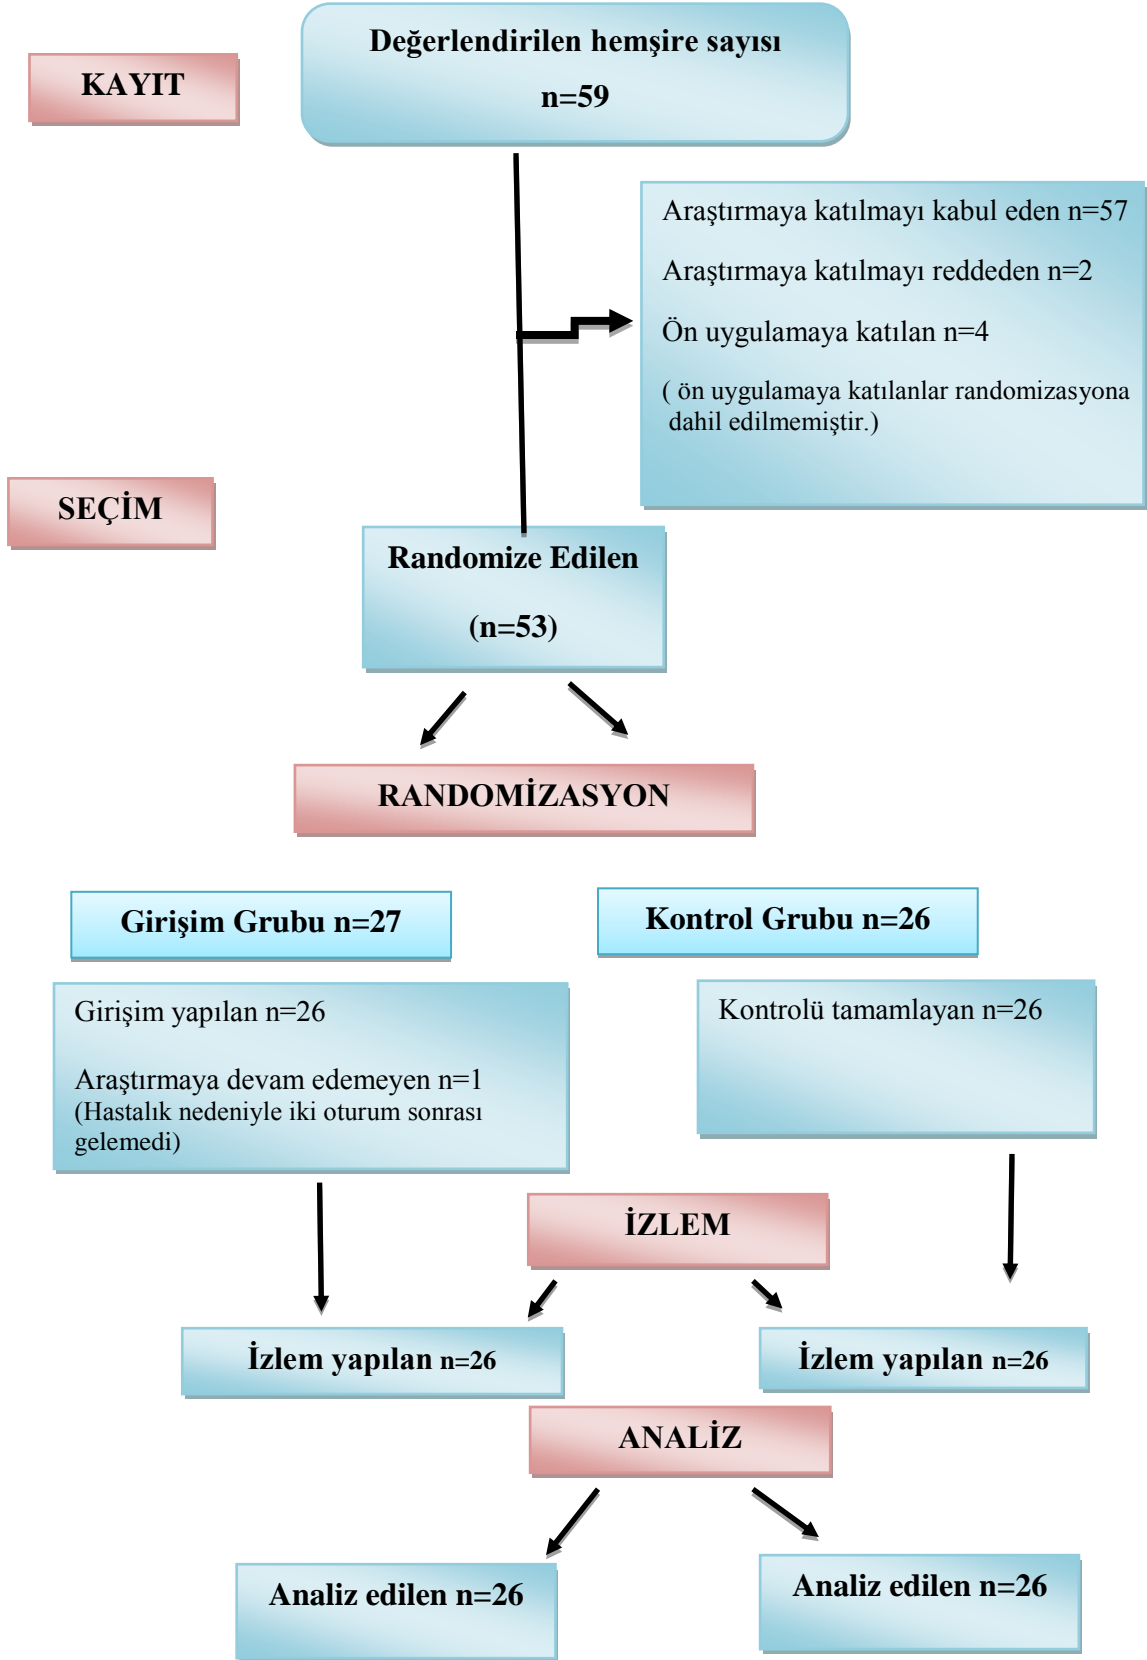 Değerlendirilen hemşire sayısı
n=59
KAYIT
Araştırmaya katılmayı kabul eden n=57
Araştırmaya katılmayı reddeden n=2
Ön uygulamaya katılan n=4
( ön uygulamaya katılanlar randomizasyona
dahil edilmemiştir.)
SEÇİM
Randomize Edilen
(n=53)
RANDOMİZASYON
Girişim Grubu n=27
Kontrol Grubu n=26
Girişim yapılan n=26
Araştırmaya devam edemeyen n=1
(Hastalık nedeniyle iki oturum sonrası
gelemedi)
Kontrolü tamamlayan n=26
İZLEM
İzlem yapılan n=26
İzlem yapılan n=26
ANALİZ
Analiz edilen n=26
Analiz edilen n=26